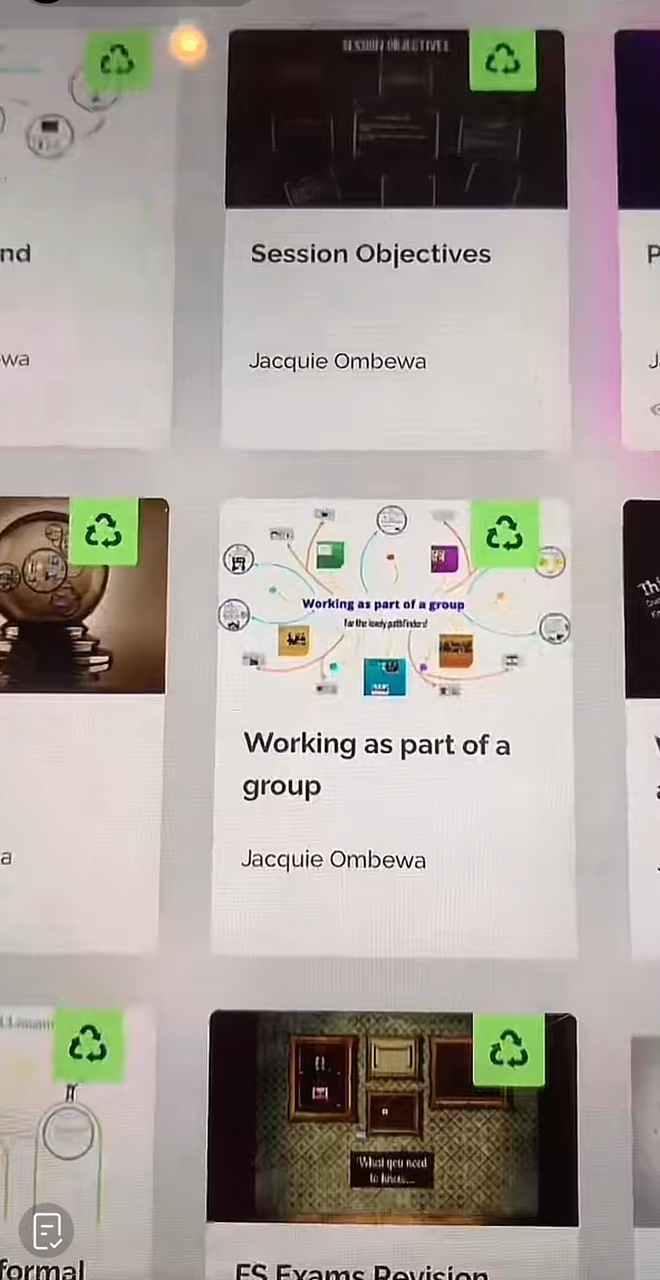 SESSION OBJECTIVES
nd
Session Objectives
P
wa
Jacquie Ombewa
J
Working as part of a group
for the lovely pathfinders!
Thi
Working as part of a
group
a
Jacquie Ombewa
What you need
to know...
formal
FS Exams Revision